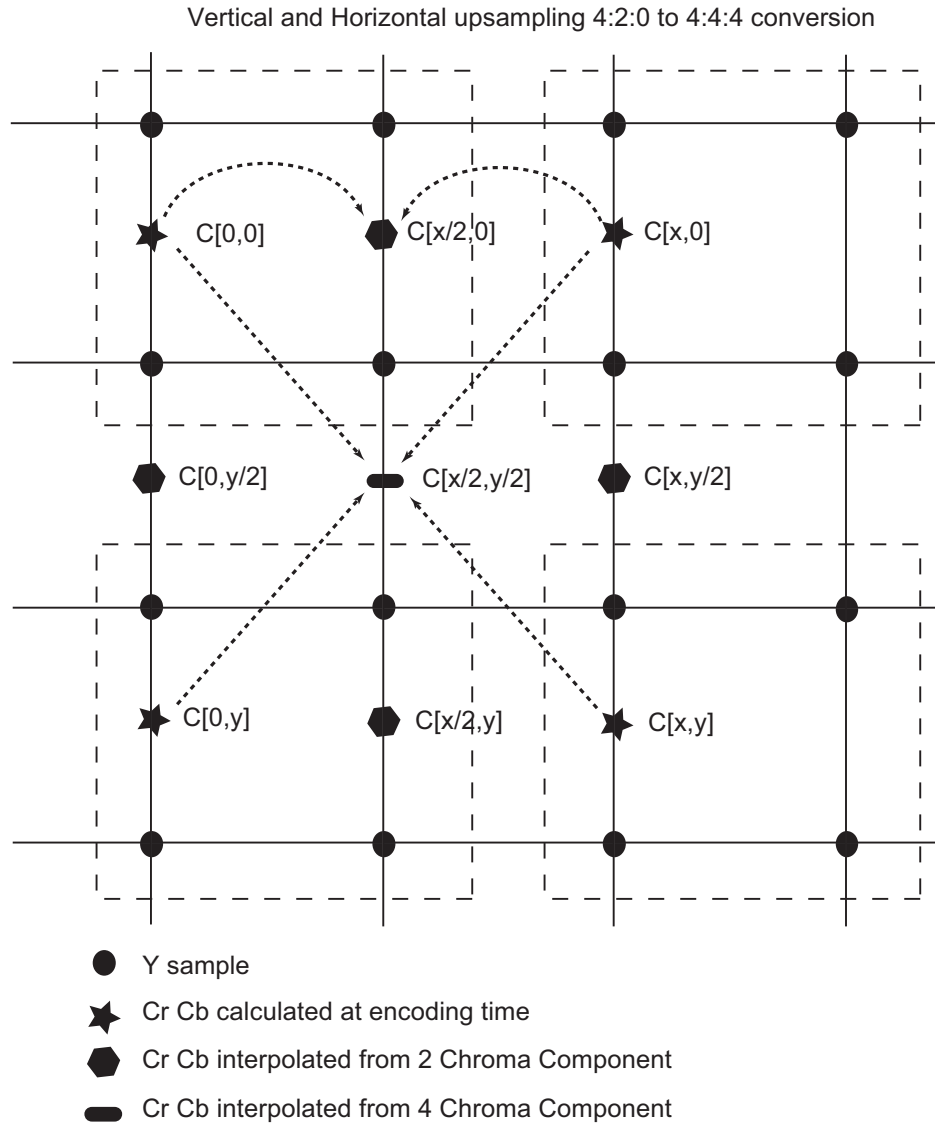 Vertical and Horizontal upsampling 4:2:0 to 4:4:4 conversion
C[0,0]
C[x/2,0]
C[x,0]
C[0,y/2]
C[x/2,y/2]
C[x,y/2]
C[0,y]
C[x/2,y]
C[x,y]
Y sample
Cr Cb calculated at encoding time
Cr Cb interpolated from 2 Chroma Component
Cr Cb interpolated from 4 Chroma Component